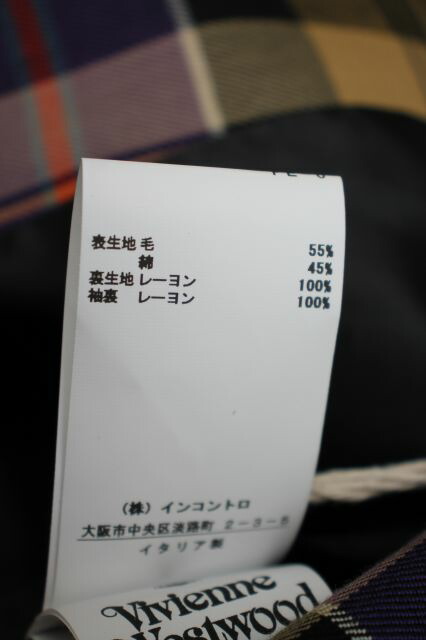 表生地 毛 55%
綿 45%
裏生地 レーヨン 100%
袖裏 レーヨン 100%
(株) インコントロ
大阪市中央区淡路町 2-3-5
イタリア製
Vivienne
Westwood